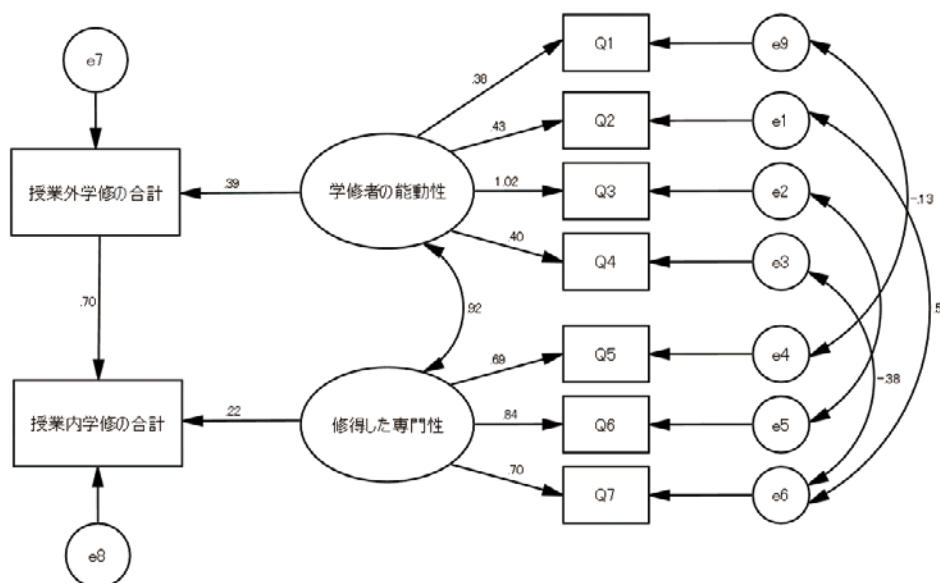 e7
授業外学修の合計
.39
.70
授業内学修の合計
.22
e8
学修者の能動性
.92
修得した専門性
.38
.43
1.02
.40
.69
.84
.70
Q1
Q2
Q3
Q4
Q5
Q6
Q7
e9
e1
e2
e3
e4
e5
e6
-.13
-.38